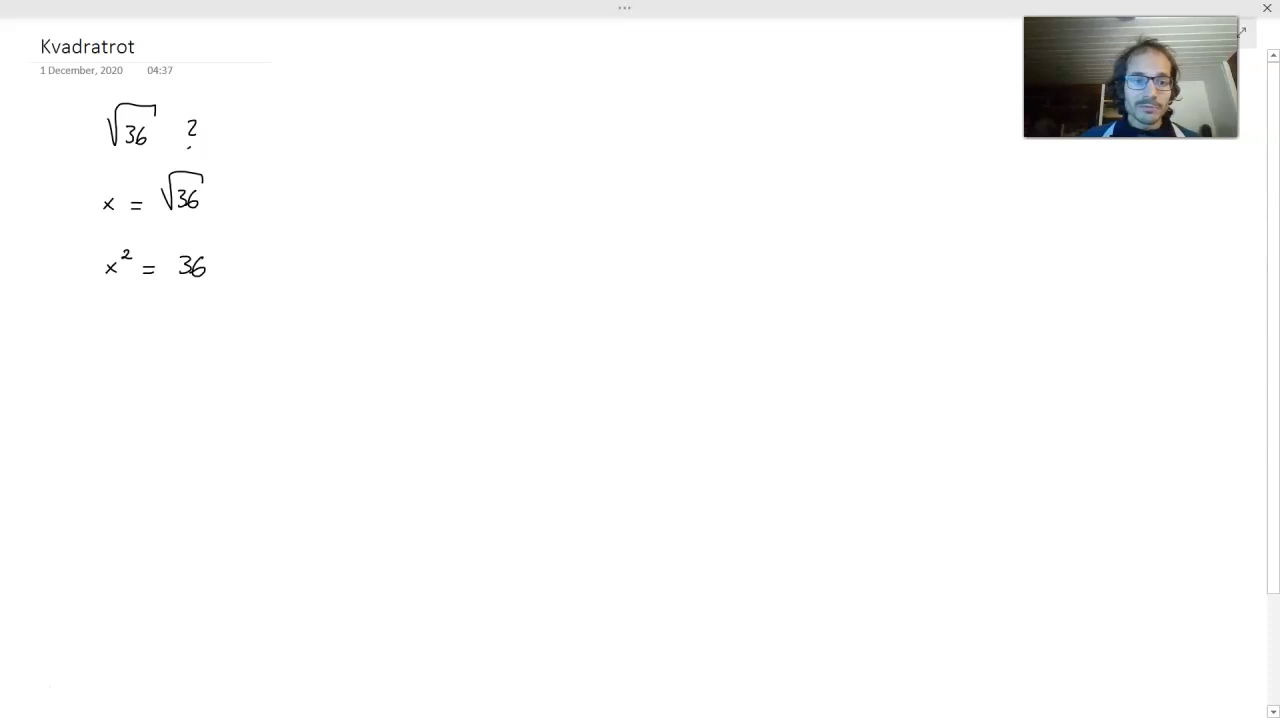 Kvadratrot
1 December, 2020 04:37
√36 ?
x = √36
x² = 36